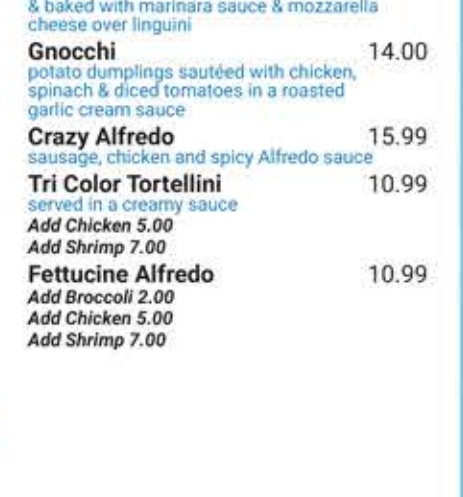 & baked with marinara sauce & mozzarella
cheese over linguini
Gnocchi 14.00
potato dumplings sautéed with chicken,
spinach & diced tomatoes in a roasted
garlic cream sauce
Crazy Alfredo 15.99
sausage, chicken and spicy Alfredo sauce
Tri Color Tortellini 10.99
served in a creamy sauce
Add Chicken 5.00
Add Shrimp 7.00
Fettucine Alfredo 10.99
Add Broccoli 2.00
Add Chicken 5.00
Add Shrimp 7.00